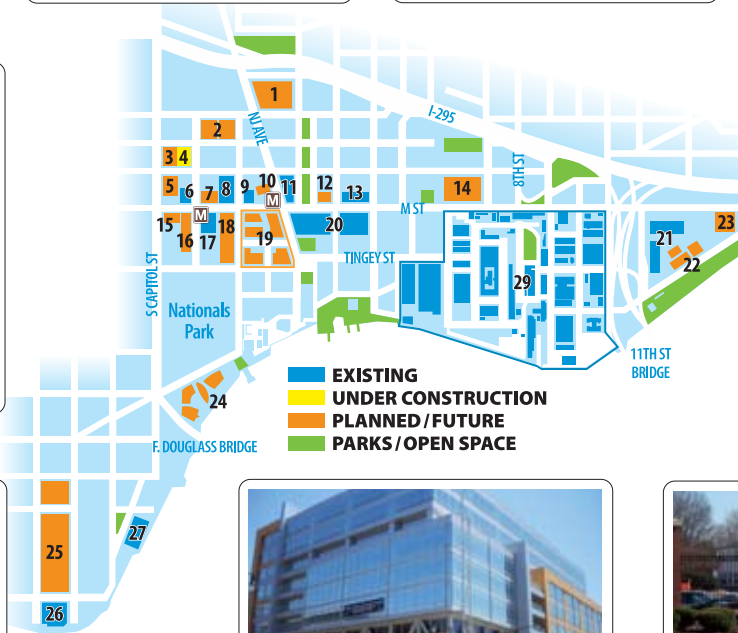 1
I-295
NJ AVE
2
3 4
8TH ST
5 6 7 8 9 10 11 12 13 14
M
M ST
M
15 16 17 18 19 20 21 22 23
TINGEY ST
29
S CAPITOL ST
Nationals
Park
11TH ST
BRIDGE
24
EXISTING
UNDER CONSTRUCTION
PLANNED / FUTURE
PARKS / OPEN SPACE
F. DOUGLASS BRIDGE
25
27
26